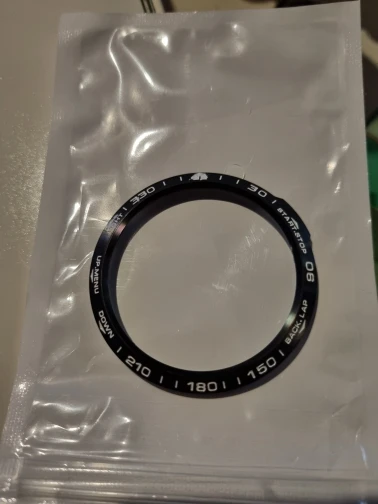 30
START.STOP
90
BACK.LAP
150
180
210
DOWN
UP.MENU
330